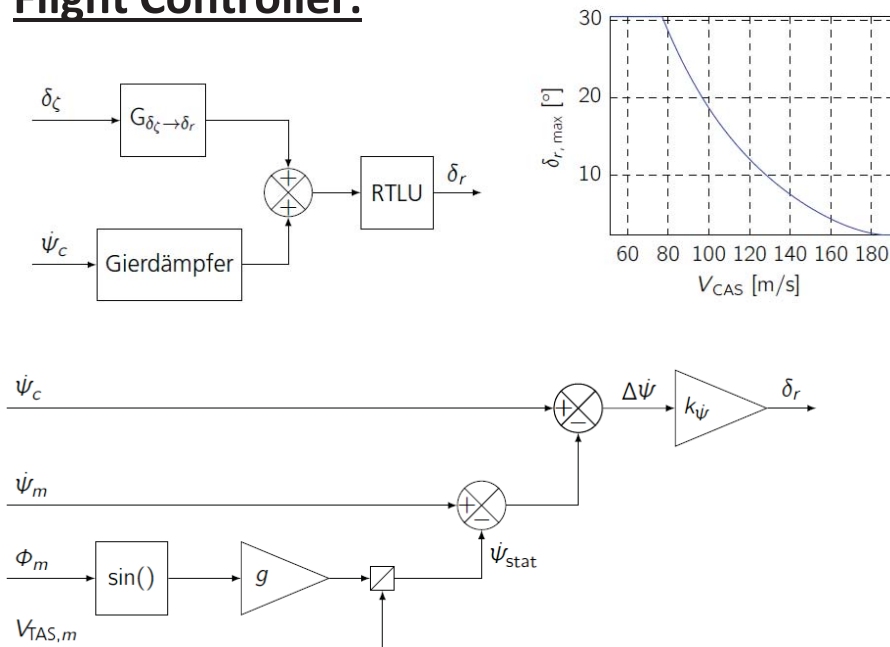 Flight Controller:
δζ
G δζ→δr
+
+
RTLU
δr
ψ̇c
Gierdämpfer
δr, max [°]
30
20
10
60 80 100 120 140 160 180
VCAS [m/s]
ψ̇c
+
−
Δψ̇
kψ̇
δr
ψ̇m
+
−
ψ̇stat
Φm
sin()
g
VTAS,m